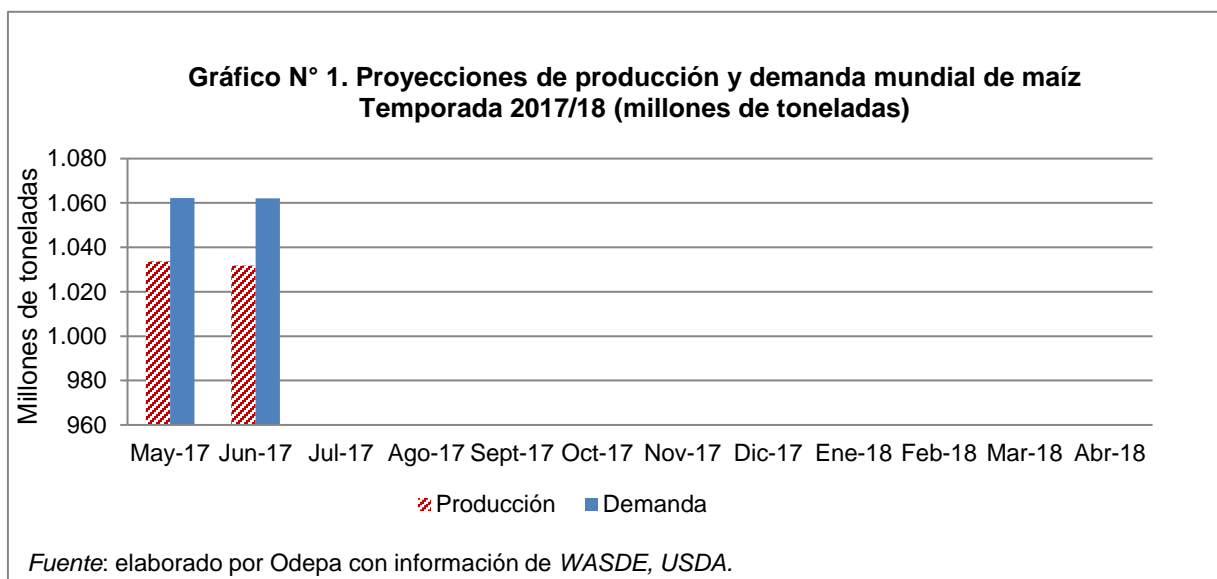 Gráfico N° 1. Proyecciones de producción y demanda mundial de maíz
Temporada 2017/18 (millones de toneladas)
Millones de toneladas
1.080
1.060
1.040
1.020
1.000
980
960
May-17 Jun-17 Jul-17 Ago-17 Sept-17 Oct-17 Nov-17 Dic-17 Ene-18 Feb-18 Mar-18 Abr-18
Producción Demanda
Fuente: elaborado por Odepa con información de WASDE, USDA.